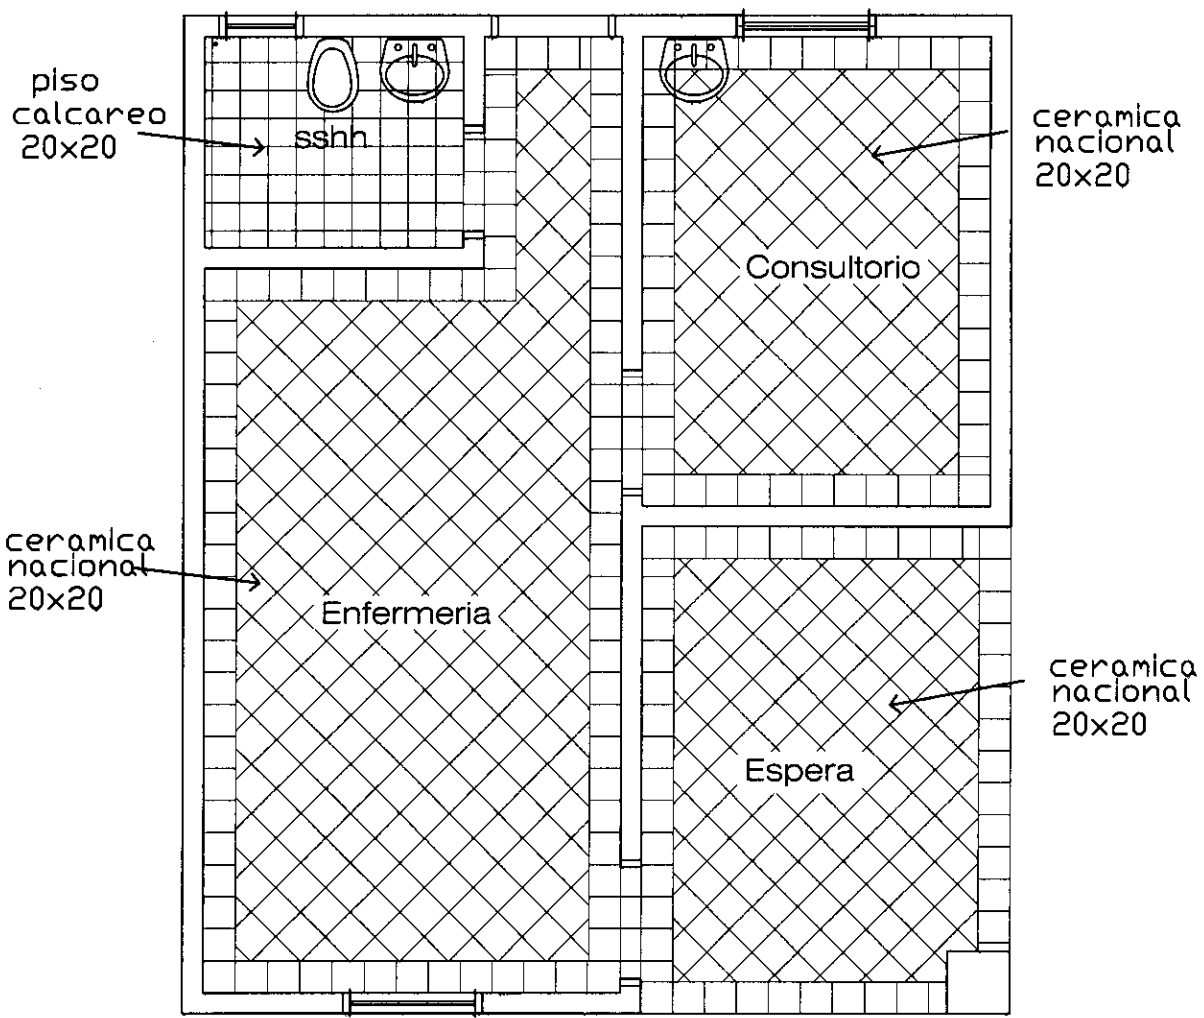 piso
calcareo
20x20
sshh
ceramica
nacional
20x20
Consultorio
ceramica
nacional
20x20
Enfermeria
ceramica
nacional
20x20
Espera